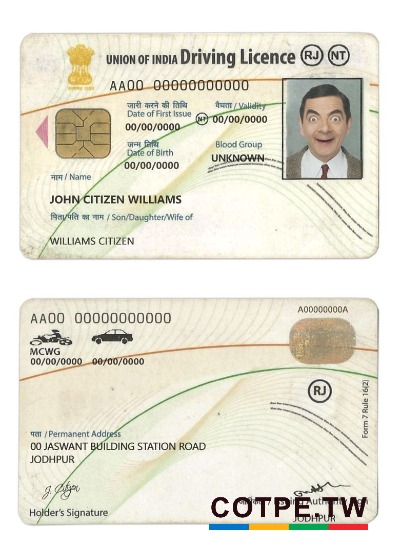 UNION OF INDIA Driving Licence RJ NT
AA00 00000000000
जारी करने की तिथि
Date of First Issue
वैधता / Validity
00/00/0000
NT 00/00/0000
जन्म तिथि
Date of Birth
Blood Group
00/00/0000
UNKNOWN
नाम / Name
JOHN CITIZEN WILLIAMS
पिता/पति का नाम / Son/Daughter/Wife of
WILLIAMS CITIZEN
AA00 00000000000
A00000000A
MCWG
00/00/0000 00/00/0000
RJ
Form 7 Rule 16(2)
पता / Permanent Address
00 JASWANT BUILDING STATION ROAD
JODHPUR
J. Citizen
Holder's Signature
JODHPUR
COTPE.TW